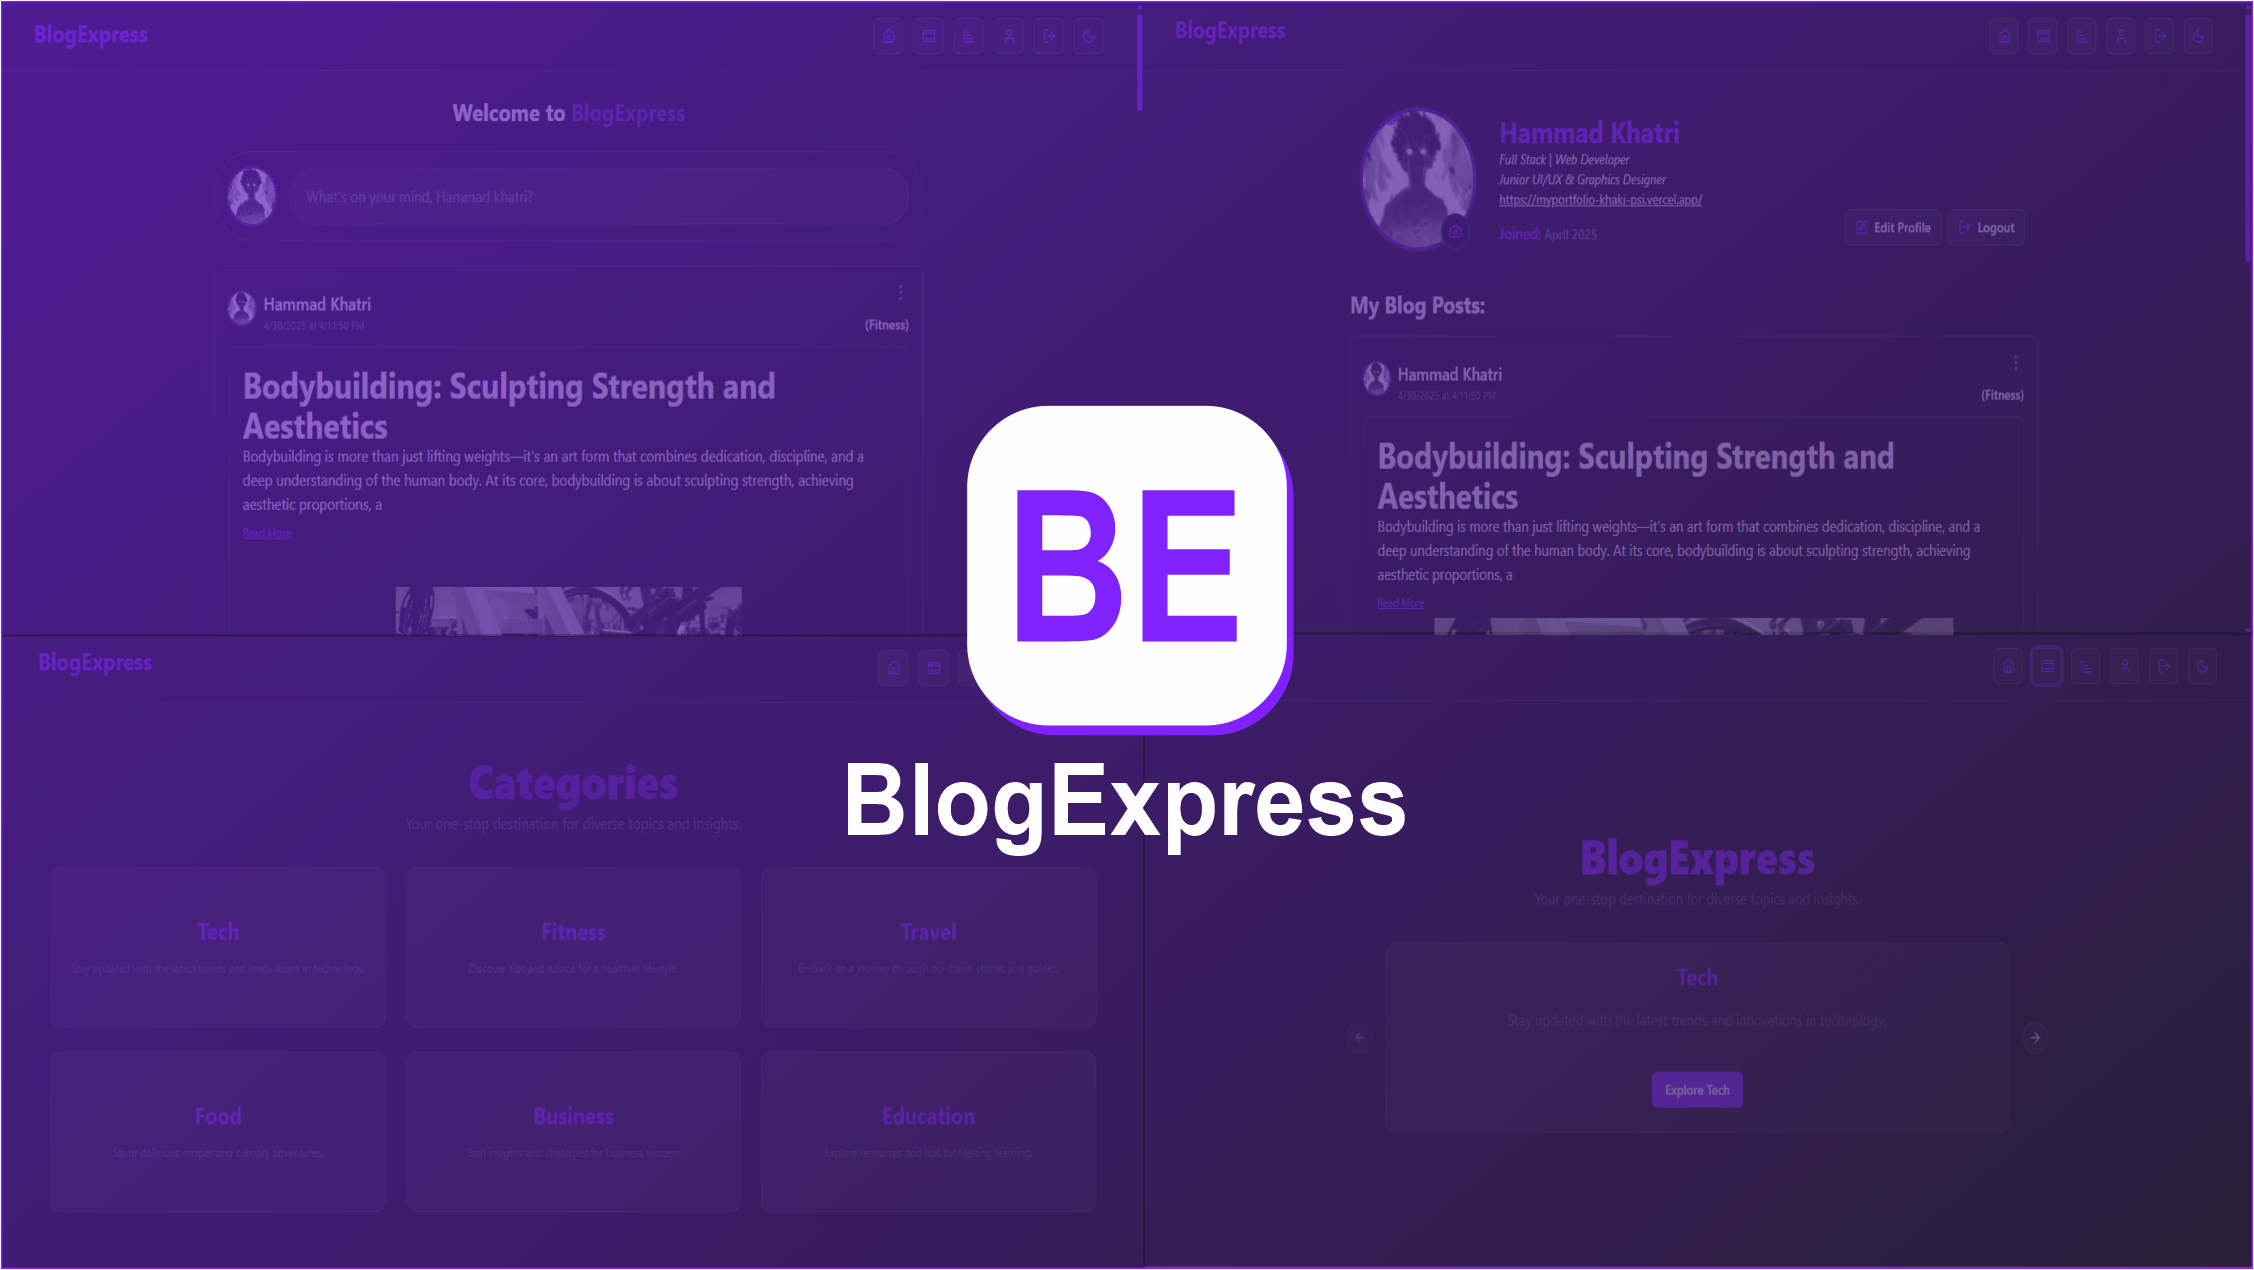 BlogExpress
Welcome to BlogExpress
What's on your mind, Hammad khatri?
Hammad Khatri
4/30/2025 at 4:11:50 PM
(Fitness)
Bodybuilding: Sculpting Strength and
Aesthetics
Bodybuilding is more than just lifting weights—it's an art form that combines dedication, discipline, and a
deep understanding of the human body. At its core, bodybuilding is about sculpting strength, achieving
aesthetic proportions, a
Read More
BlogExpress
Hammad Khatri
Full Stack | Web Developer
Junior UI/UX & Graphics Designer
https://myportfolio-khaki-psi.vercel.app/
Joined: April 2025
Edit Profile
Logout
My Blog Posts:
Hammad Khatri
4/30/2025 at 4:11:50 PM
(Fitness)
Bodybuilding: Sculpting Strength and
Aesthetics
Bodybuilding is more than just lifting weights—it's an art form that combines dedication, discipline, and a
deep understanding of the human body. At its core, bodybuilding is about sculpting strength, achieving
aesthetic proportions, a
Read More
BE
BlogExpress
BlogExpress
Categories
Your one-stop destination for diverse topics and insights.
Tech
Stay updated with the latest trends and innovations in technology.
Fitness
Discover tips and advice for a healthier lifestyle.
Travel
Embark on a journey through our travel stories and guides.
Food
Savor delicious recipes and culinary adventures.
Business
Gain insights and strategies for business success.
Education
Explore resources and tips for lifelong learning.
BlogExpress
Your one-stop destination for diverse topics and insights.
Tech
Stay updated with the latest trends and innovations in technology.
Explore Tech